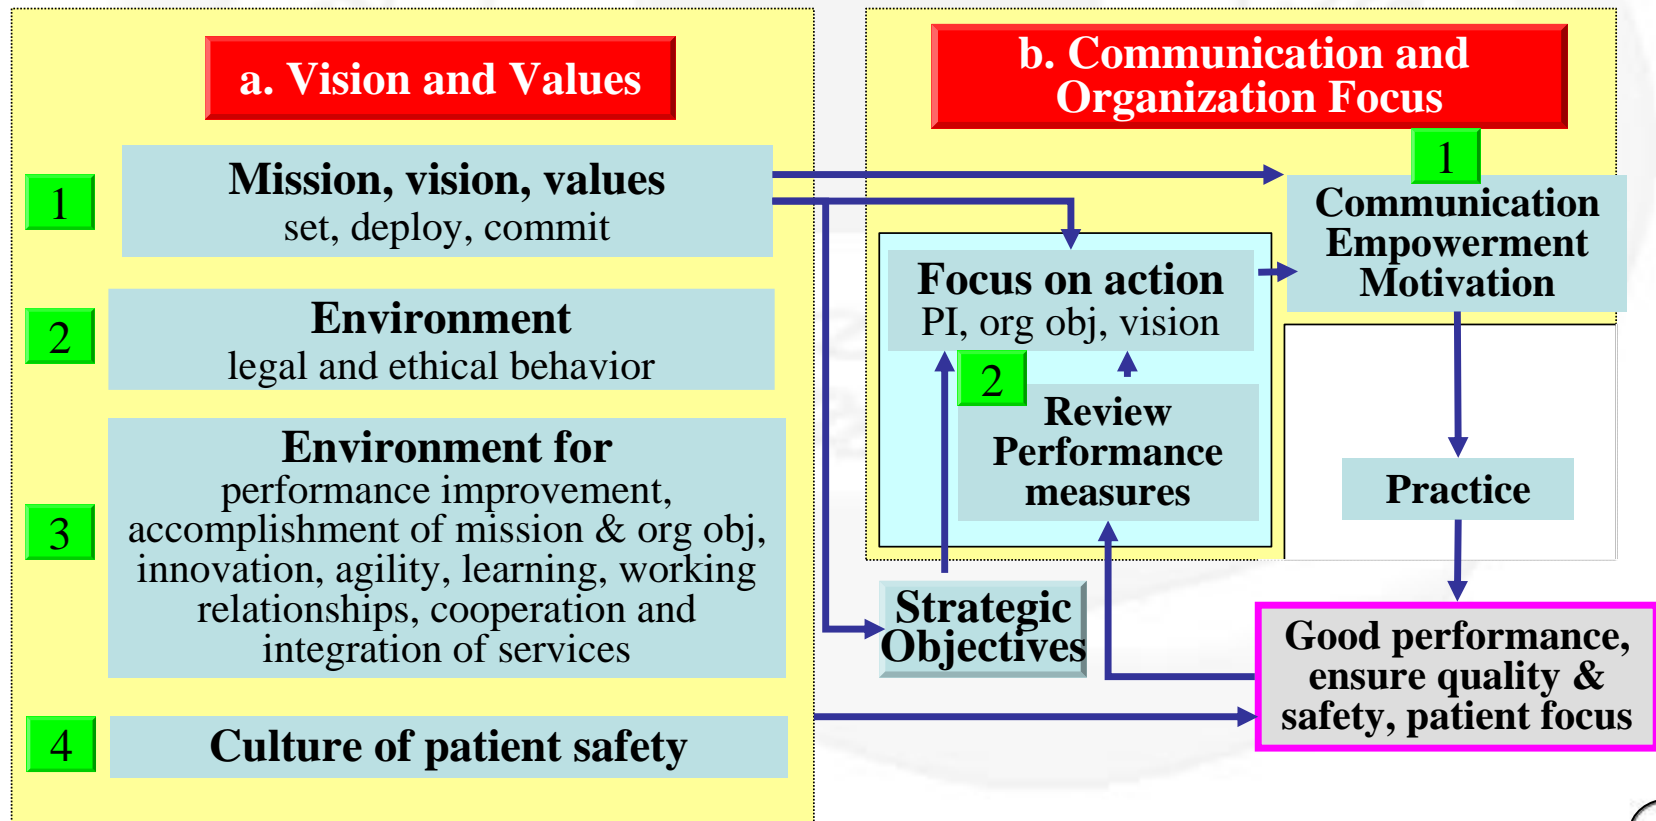 a. Vision and Values
1
Mission, vision, values
set, deploy, commit
2
Environment
legal and ethical behavior
3
Environment for
performance improvement,
accomplishment of mission & org obj,
innovation, agility, learning, working
relationships, cooperation and
integration of services
4
Culture of patient safety
b. Communication and
Organization Focus
1
Communication
Empowerment
Motivation
Focus on action
PI, org obj, vision
2
Review
Performance
measures
Practice
Strategic
Objectives
Good performance,
ensure quality &
safety, patient focus